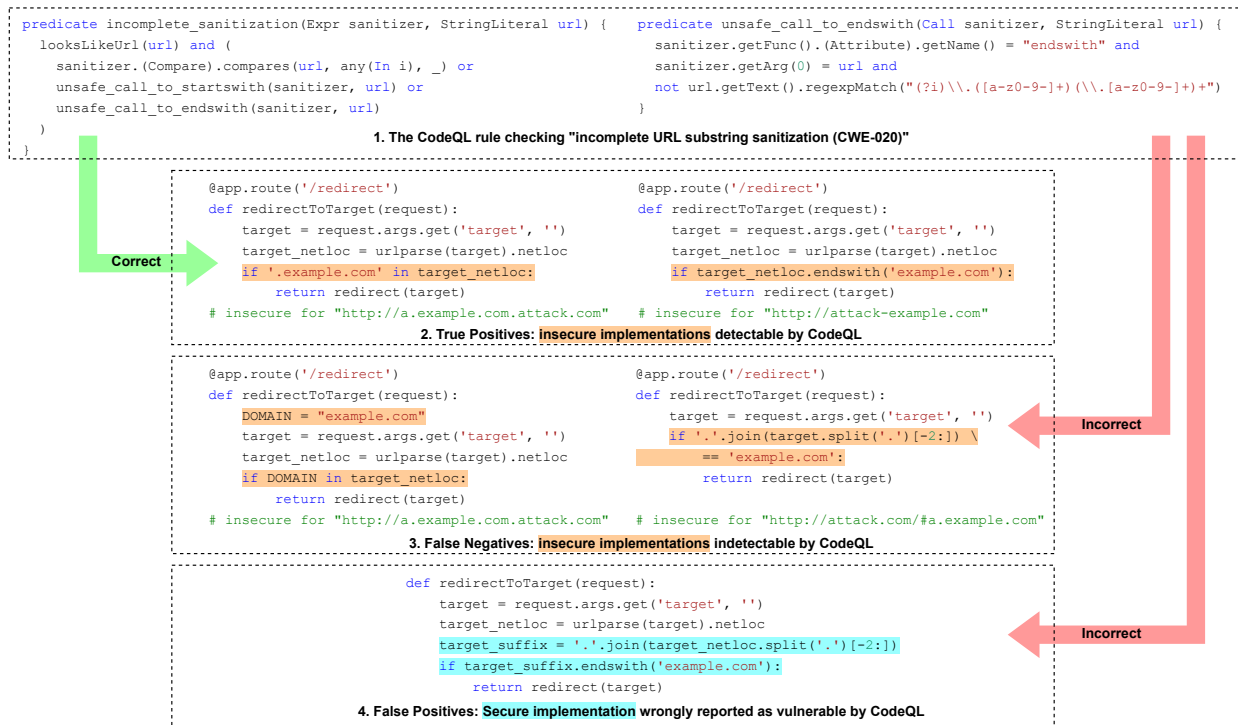 predicate incomplete_sanitization(Expr sanitizer, StringLiteral url) {
looksLikeUrl(url) and (
sanitizer.(Compare).compares(url, any(In i), _) or
unsafe_call_to_startswith(sanitizer, url) or
unsafe_call_to_endswith(sanitizer, url)
)
}
predicate unsafe_call_to_endswith(Call sanitizer, StringLiteral url) {
sanitizer.getFunc().(Attribute).getName() = "endswith" and
sanitizer.getArg(0) = url and
not url.getText().regexpMatch("(?i)\\.([a-z0-9-]+)(\\.[a-z0-9-]+)+")
}
1. The CodeQL rule checking "incomplete URL substring sanitization (CWE-020)"
Correct
@app.route('/redirect')
def redirectToTarget(request):
target = request.args.get('target', '')
target_netloc = urlparse(target).netloc
if '.example.com' in target_netloc:
return redirect(target)
# insecure for "http://a.example.com.attack.com"
@app.route('/redirect')
def redirectToTarget(request):
target = request.args.get('target', '')
target_netloc = urlparse(target).netloc
if target_netloc.endswith('example.com'):
return redirect(target)
# insecure for "http://attack-example.com"
2. True Positives: insecure implementations detectable by CodeQL
@app.route('/redirect')
def redirectToTarget(request):
DOMAIN = "example.com"
target = request.args.get('target', '')
target_netloc = urlparse(target).netloc
if DOMAIN in target_netloc:
return redirect(target)
# insecure for "http://a.example.com.attack.com"
@app.route('/redirect')
def redirectToTarget(request):
target = request.args.get('target', '')
if '.'.join(target.split('.')[-2:]) \
== 'example.com':
return redirect(target)
# insecure for "http://attack.com/#a.example.com"
Incorrect
3. False Negatives: insecure implementations indetectable by CodeQL
def redirectToTarget(request):
target = request.args.get('target', '')
target_netloc = urlparse(target).netloc
target_suffix = '.'.join(target_netloc.split('.')[-2:])
if target_suffix.endswith('example.com'):
return redirect(target)
Incorrect
4. False Positives: Secure implementation wrongly reported as vulnerable by CodeQL